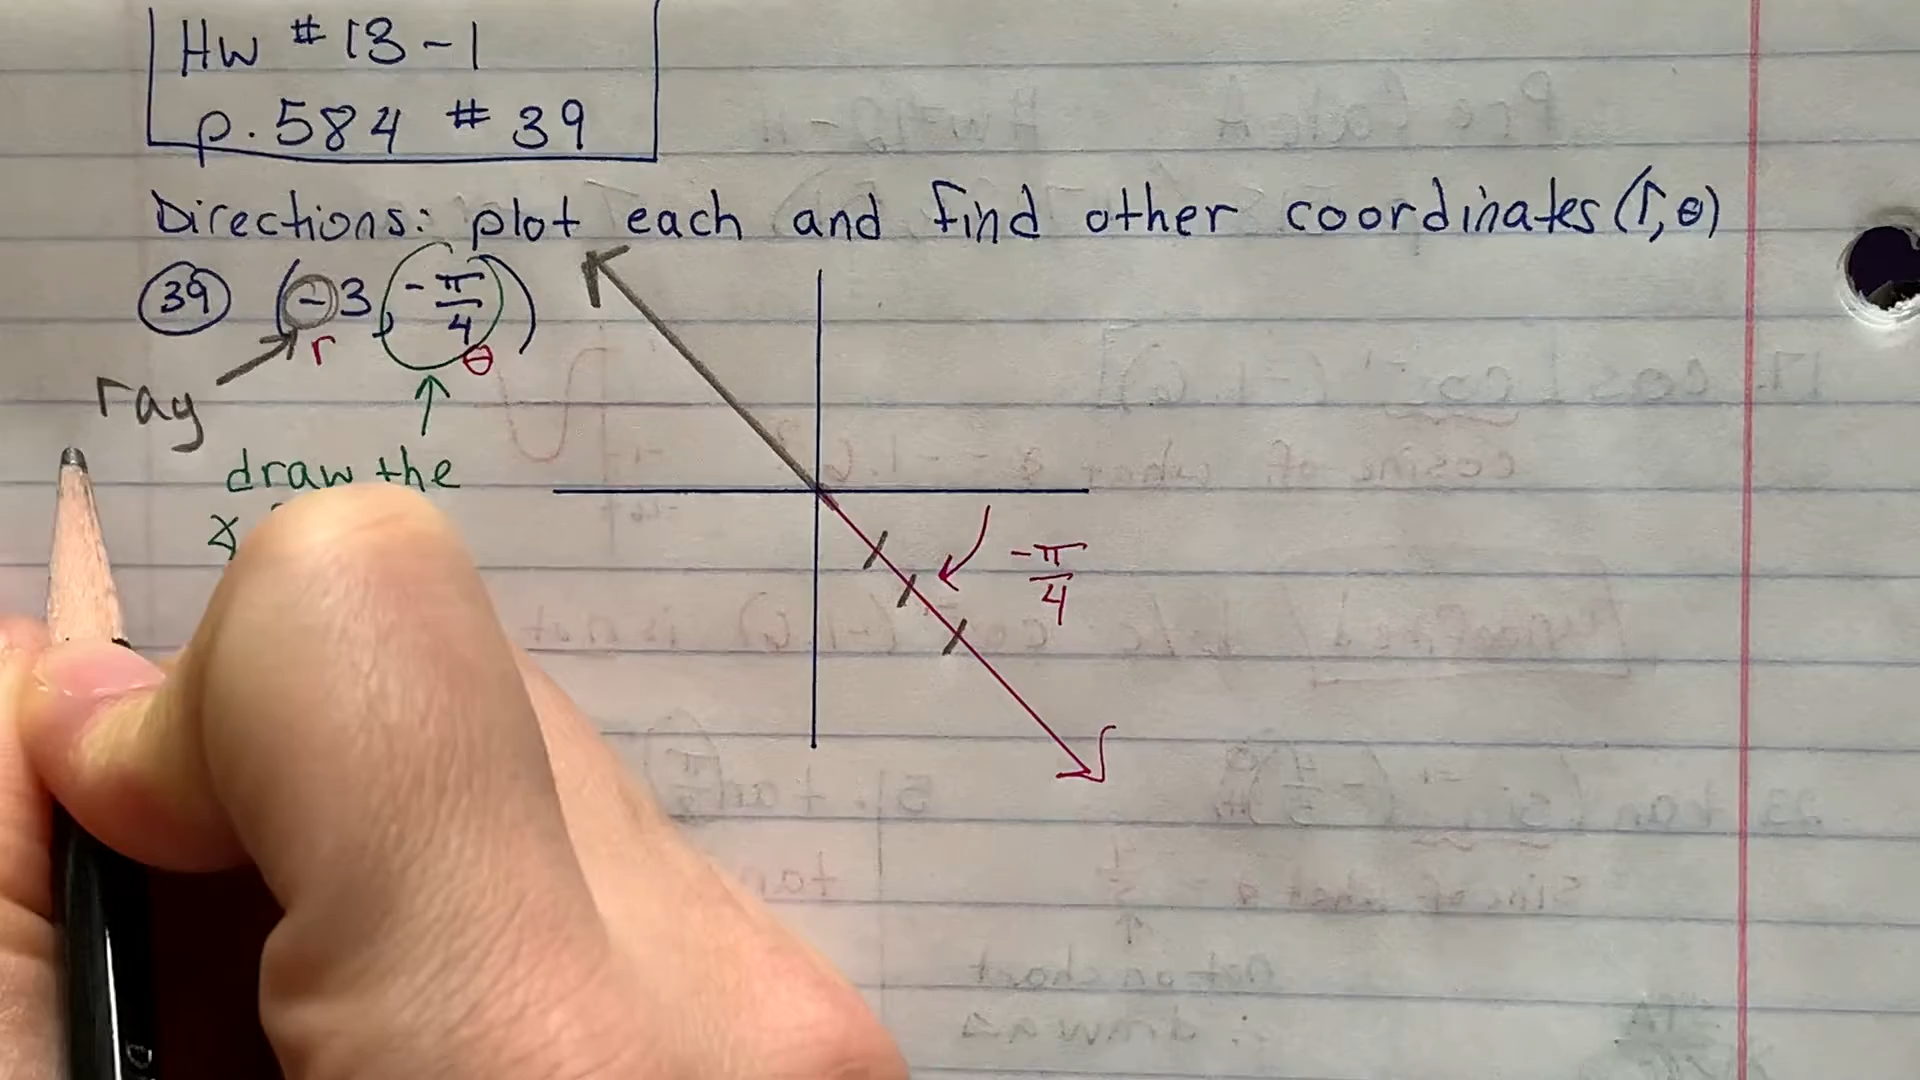 Hw # 13-1
p. 584 # 39
Directions: plot each and find other coordinates (r, θ)
39 (-3, -π/4)
r θ
ray
draw the
∡
-π/4